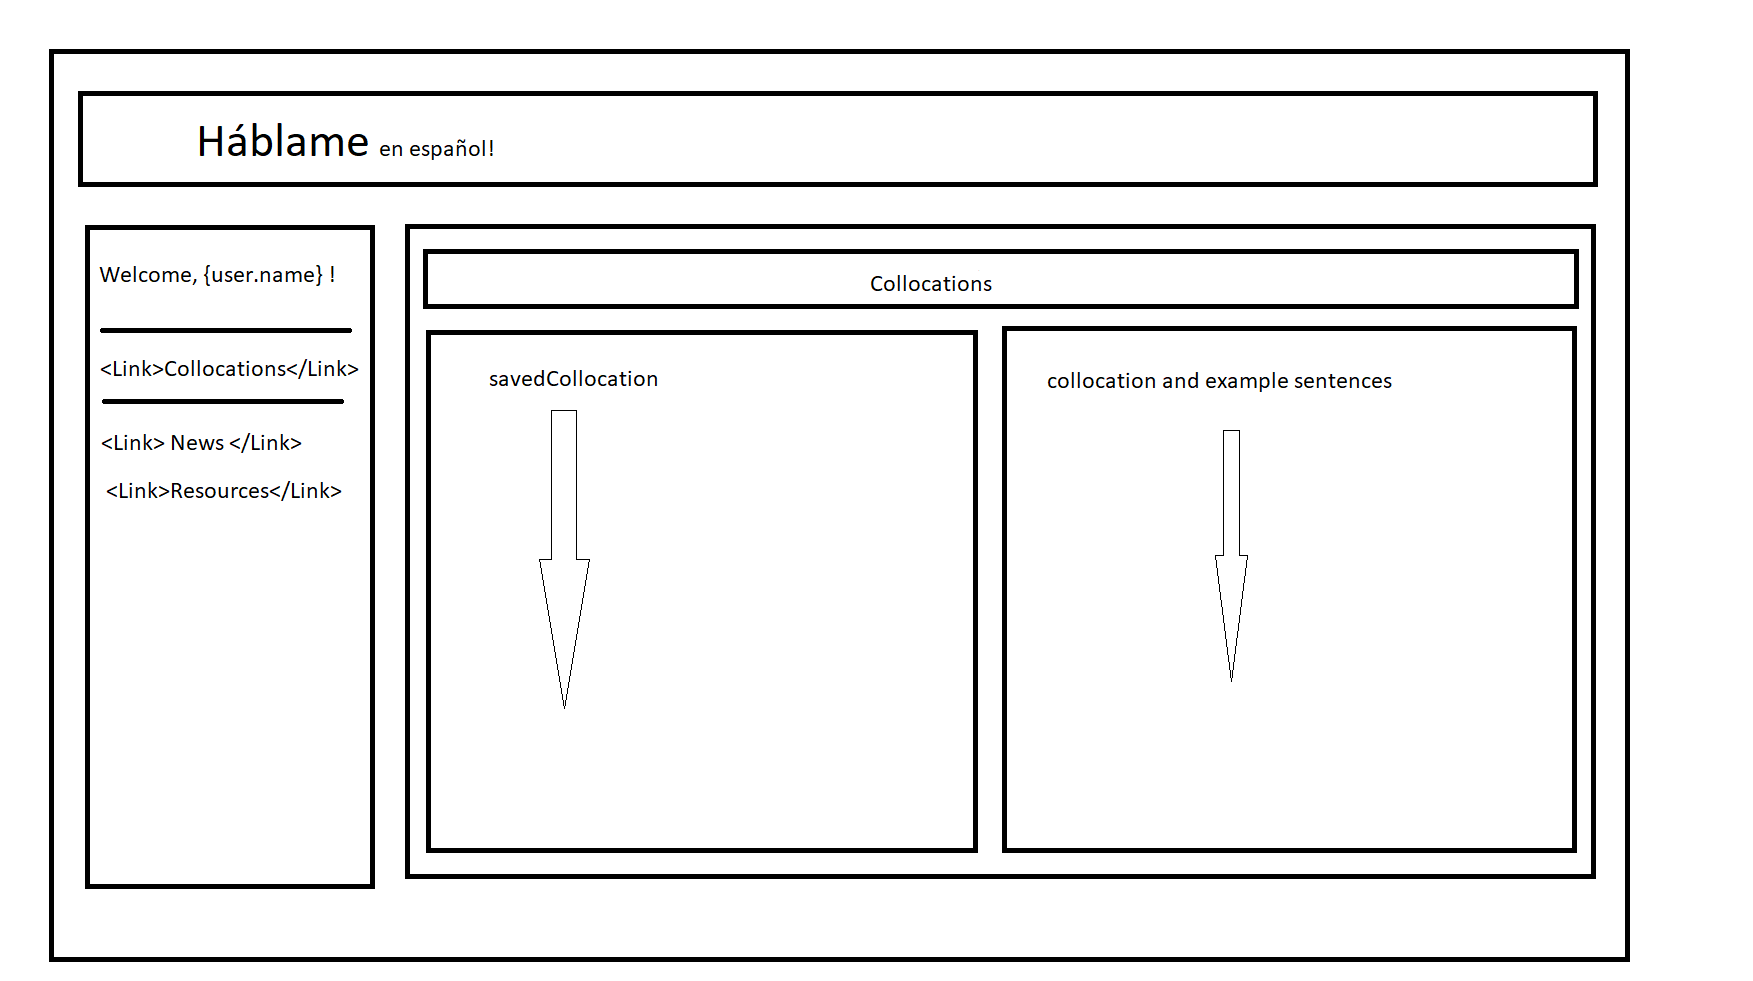 Háblame en español!
Welcome, {user.name} !
<Link>Collocations</Link>
<Link> News </Link>
<Link>Resources</Link>
Collocations
savedCollocation
collocation and example sentences